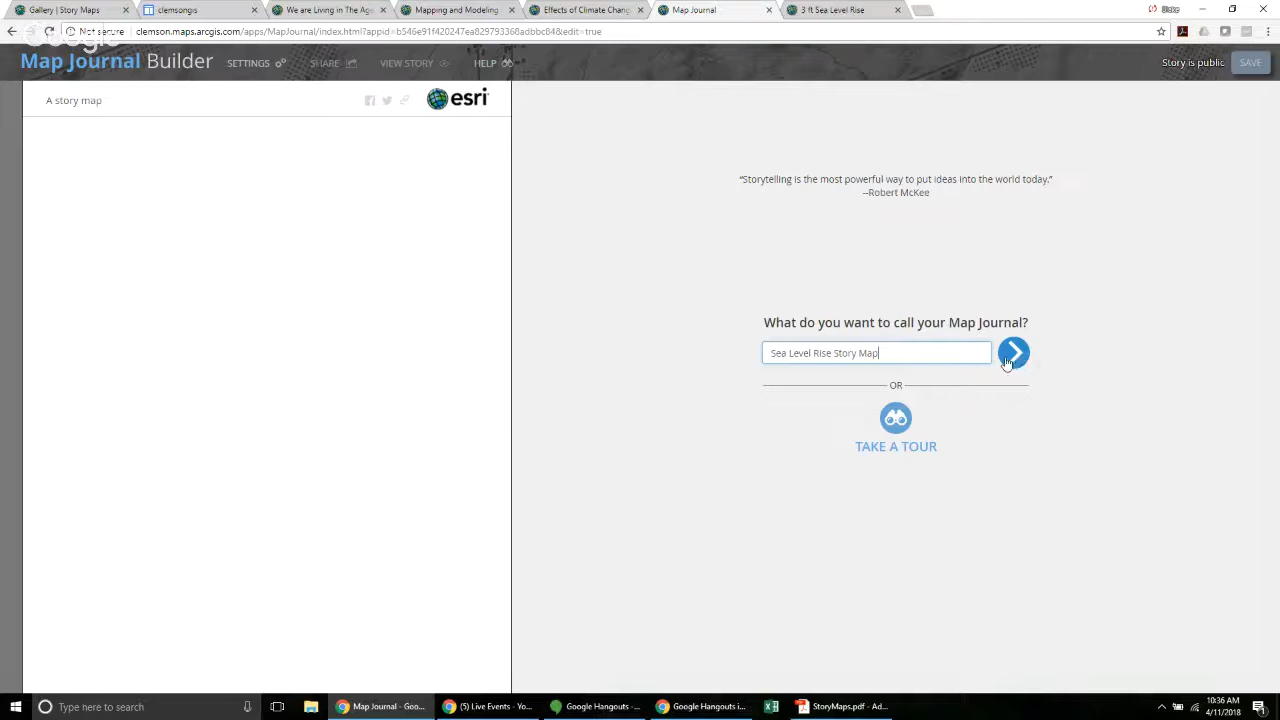 Gallery | Story Maps
clemsongis
We are Living in The Age
Mapping and Modeling
Effects of Climate Chang
Map Journal
3 ft Sea Level Rise
Blake
Not secure
clemson.maps.arcgis.com/apps/MapJournal/index.html?appid=b546e91f420247ea829793368adbbc84&edit=true
Google
Map Journal Builder
SETTINGS
SHARE
VIEW STORY
HELP
Story is public
SAVE
A story map
esri
“Storytelling is the most powerful way to put ideas into the world today.”
--Robert McKee
What do you want to call your Map Journal?
Sea Level Rise Story Map
OR
TAKE A TOUR
Type here to search
Map Journal - Goo...
(5) Live Events - Yo...
Google Hangouts -...
Google Hangouts i...
StoryMaps.pdf - Ad...
10:36 AM
4/11/2018